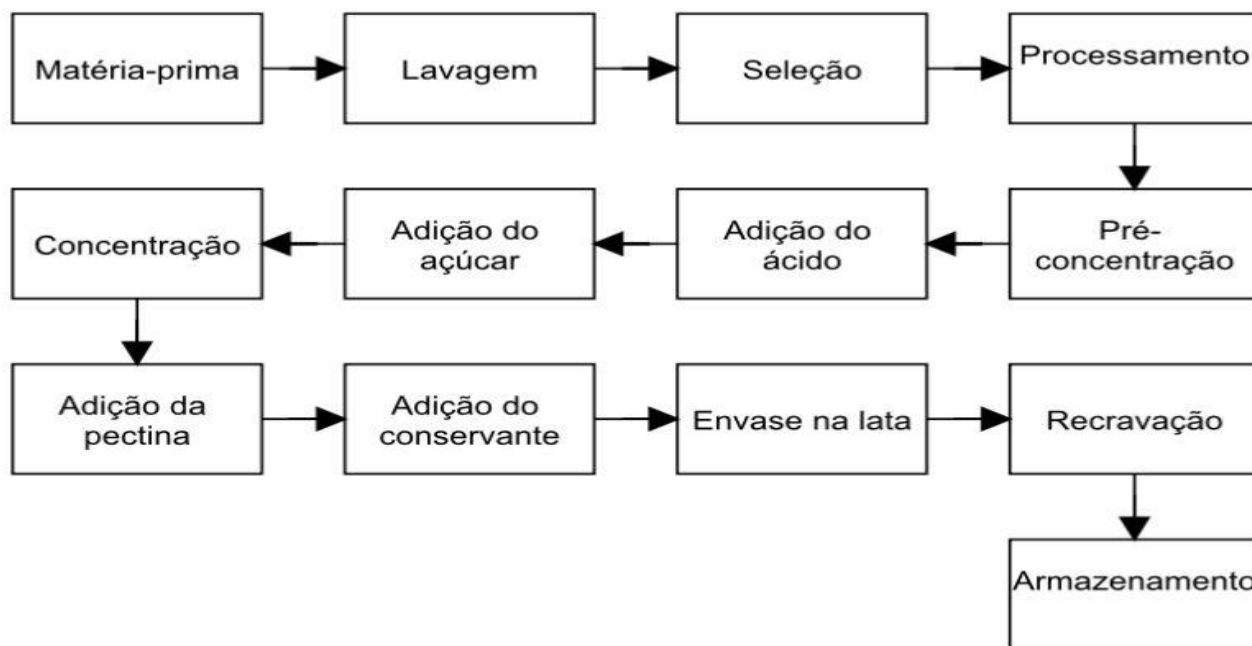 Matéria-prima
Lavagem
Seleção
Processamento
Pré-
concentração
Adição do
ácido
Adição do
açúcar
Concentração
Adição da
pectina
Adição do
conservante
Envase na lata
Recravação
Armazenamento